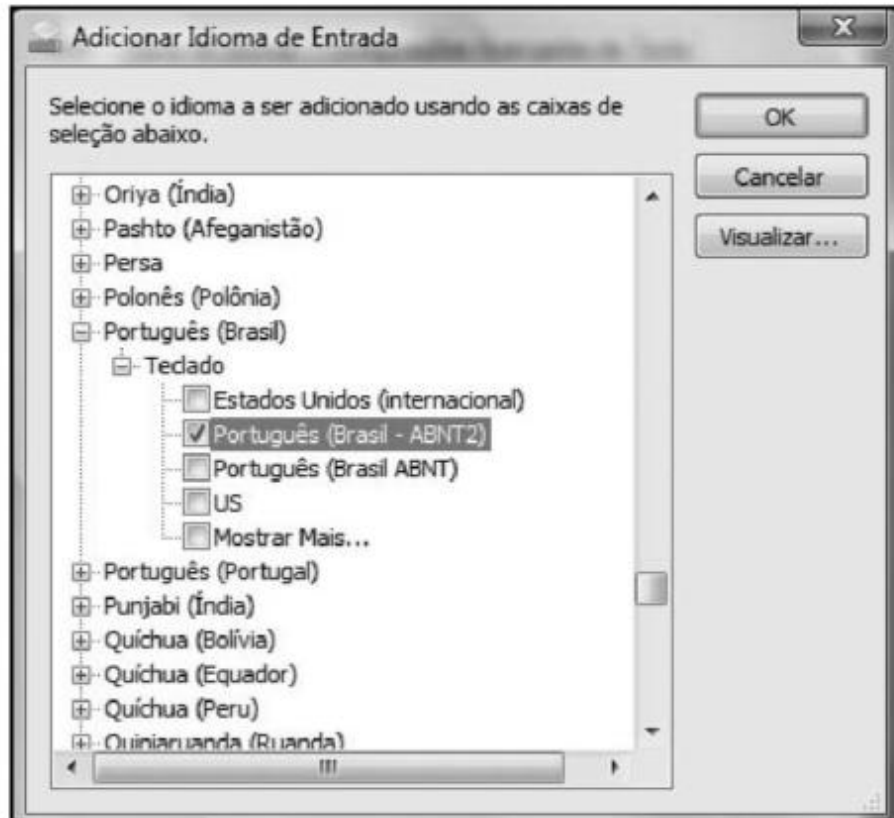 Adicionar Idioma de Entrada
Selecione o idioma a ser adicionado usando as caixas de
seleção abaixo.
OK
Cancelar
Visualizar...
Oriya (Índia)
Pashto (Afeganistão)
Persa
Polonês (Polônia)
Português (Brasil)
Teclado
Estados Unidos (internacional)
Português (Brasil - ABNT2)
Português (Brasil ABNT)
US
Mostrar Mais...
Português (Portugal)
Punjabi (Índia)
Quíchua (Bolívia)
Quíchua (Equador)
Quíchua (Peru)
Quiniaruanda (Ruanda)